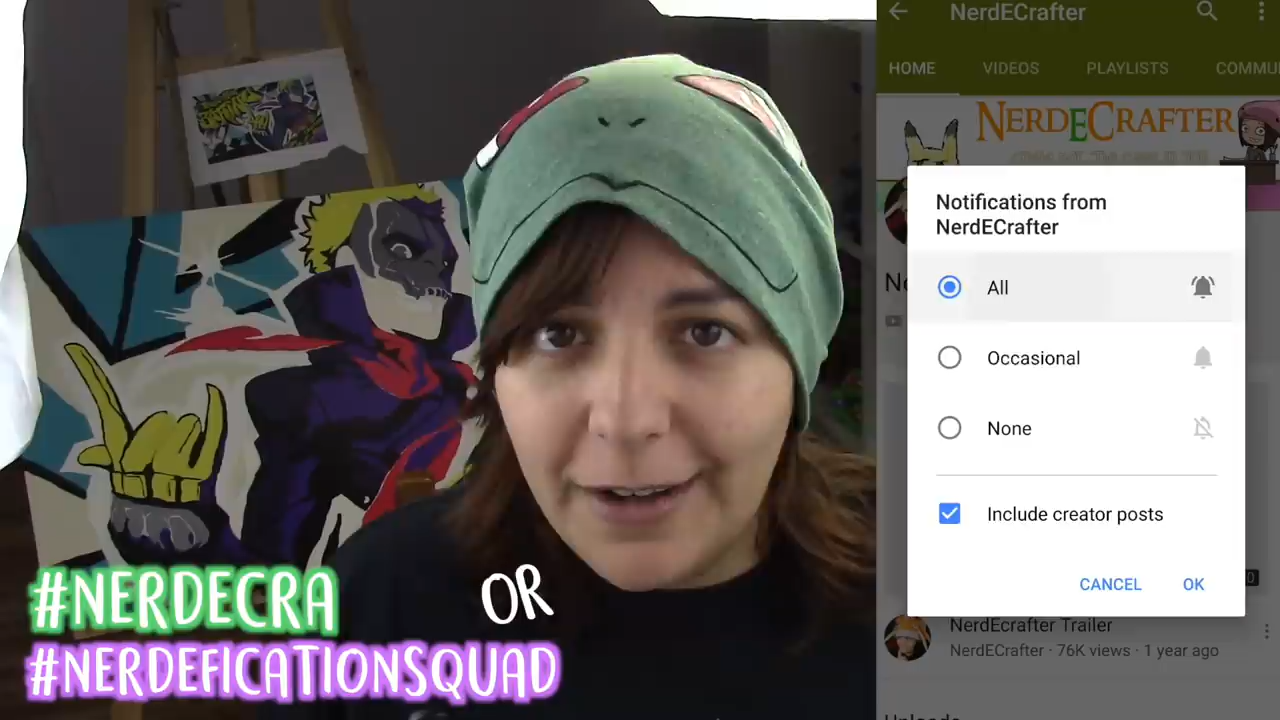 NerdECrafter
HOME VIDEOS PLAYLISTS COMMU
NERDECRAFTER
Notifications from
NerdECrafter
All
Occasional
None
Include creator posts
CANCEL OK
NerdEcrafter Trailer
NerdECrafter · 76K views · 1 year ago
#NERDECRA OR
#NERDEFICATIONSQUAD